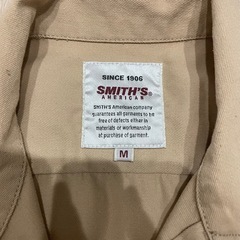 SINCE 1906
SMITH'S
AMERICAN
SMITH'S American company
guarantees all garments to be
free of defects either in
materials or workmanship
at purchase of garment.
M